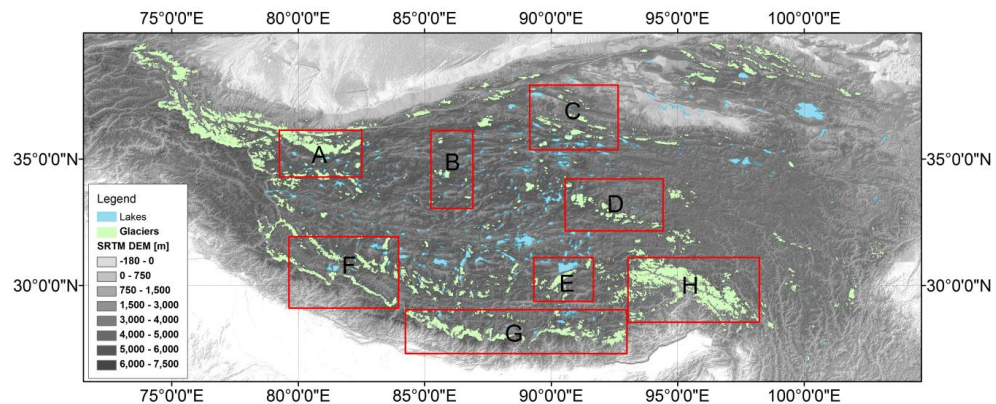 75°0'0"E 80°0'0"E 85°0'0"E 90°0'0"E 95°0'0"E 100°0'0"E
C
35°0'0"N A B 35°0'0"N
D
Legend
Lakes
Glaciers
SRTM DEM [m]
-180 - 0
0 - 750
750 - 1,500
1,500 - 3,000
3,000 - 4,000
4,000 - 5,000
5,000 - 6,000
6,000 - 7,500
F
30°0'0"N E H 30°0'0"N
G
75°0'0"E 80°0'0"E 85°0'0"E 90°0'0"E 95°0'0"E 100°0'0"E